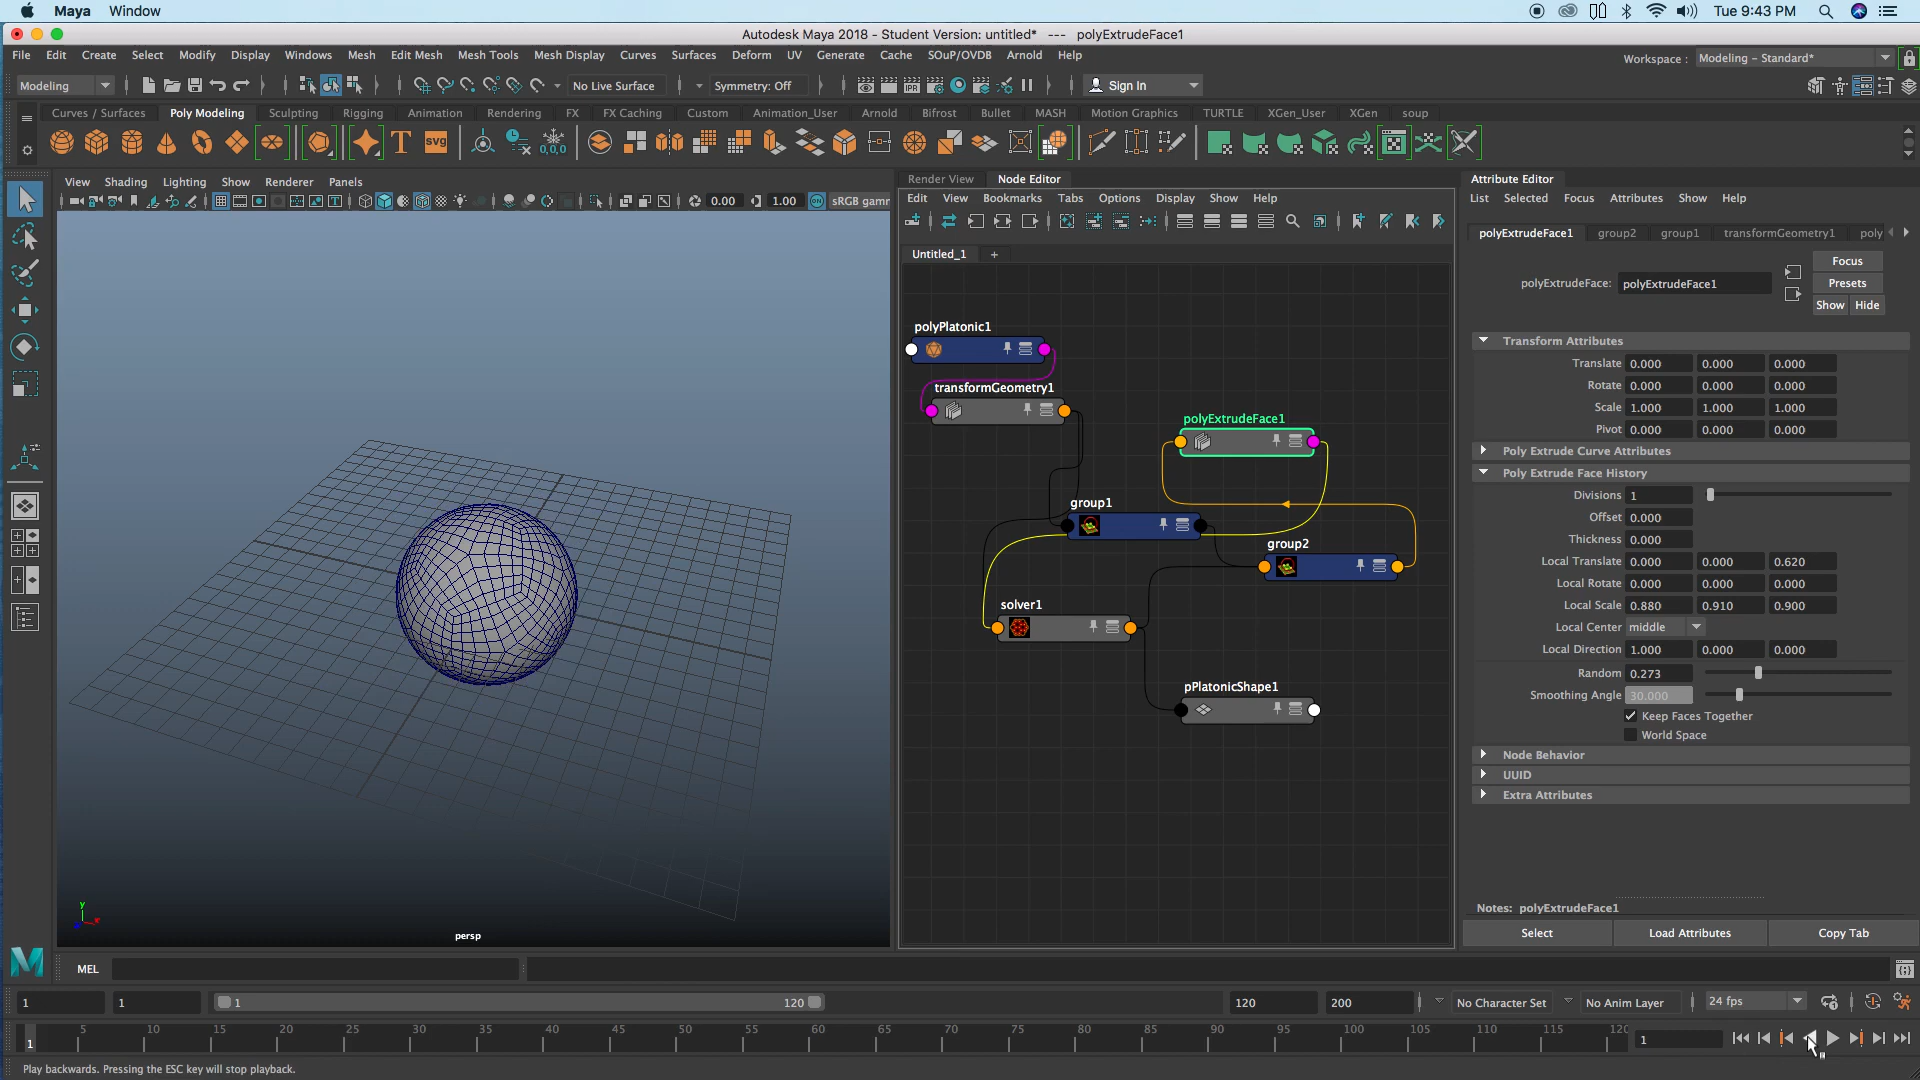 Maya Window Tue 9:43 PM
Autodesk Maya 2018 - Student Version: untitled* --- polyExtrudeFace1
File Edit Create Select Modify Display Windows Mesh Edit Mesh Mesh Tools Mesh Display Curves Surfaces Deform UV Generate Cache SOuP/OVDB Arnold Help Workspace : Modeling - Standard*
Modeling No Live Surface Symmetry: Off IPR Sign In
Curves / Surfaces Poly Modeling Sculpting Rigging Animation Rendering FX FX Caching Custom Animation_User Arnold Bifrost Bullet MASH Motion Graphics TURTLE XGen_User XGen soup
T SVG 0,0,0
View Shading Lighting Show Renderer Panels
0.00 1.00 sRGB gamm
Render View Node Editor
Edit View Bookmarks Tabs Options Display Show Help
Untitled_1 +
polyPlatonic1
transformGeometry1
polyExtrudeFace1
group1
group2
solver1
pPlatonicShape1
Attribute Editor
List Selected Focus Attributes Show Help
polyExtrudeFace1 group2 group1 transformGeometry1 poly
Focus
polyExtrudeFace: polyExtrudeFace1 Presets
Show Hide
Transform Attributes
Translate 0.000 0.000 0.000
Rotate 0.000 0.000 0.000
Scale 1.000 1.000 1.000
Pivot 0.000 0.000 0.000
Poly Extrude Curve Attributes
Poly Extrude Face History
Divisions 1
Offset 0.000
Thickness 0.000
Local Translate 0.000 0.000 0.620
Local Rotate 0.000 0.000 0.000
Local Scale 0.880 0.910 0.900
Local Center middle
Local Direction 1.000 0.000 0.000
Random 0.273
Smoothing Angle 30.000
Keep Faces Together
World Space
Node Behavior
UUID
Extra Attributes
Notes: polyExtrudeFace1
Select Load Attributes Copy Tab
y
persp
MEL
1 1 1 120 120 200 No Character Set No Anim Layer 24 fps
1 5 10 15 20 25 30 35 40 45 50 55 60 65 70 75 80 85 90 95 100 105 110 115 120 1
Play backwards. Pressing the ESC key will stop playback.